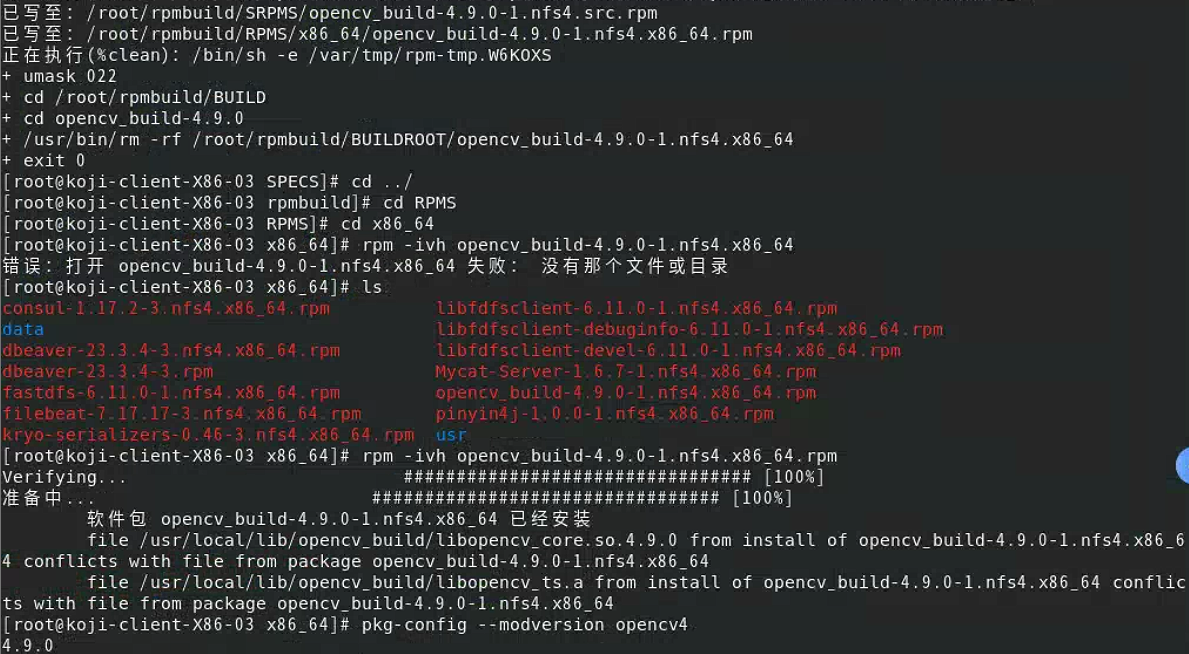 已写至：/root/rpmbuild/SRPMS/opencv_build-4.9.0-1.nfs4.src.rpm
已写至：/root/rpmbuild/RPMS/x86_64/opencv_build-4.9.0-1.nfs4.x86_64.rpm
正在执行(%clean)：/bin/sh -e /var/tmp/rpm-tmp.W6KOXS
+ umask 022
+ cd /root/rpmbuild/BUILD
+ cd opencv_build-4.9.0
+ /usr/bin/rm -rf /root/rpmbuild/BUILDROOT/opencv_build-4.9.0-1.nfs4.x86_64
+ exit 0
[root@koji-client-X86-03 SPECS]# cd ../
[root@koji-client-X86-03 rpmbuild]# cd RPMS
[root@koji-client-X86-03 RPMS]# cd x86_64
[root@koji-client-X86-03 x86_64]# rpm -ivh opencv_build-4.9.0-1.nfs4.x86_64
错误：打开 opencv_build-4.9.0-1.nfs4.x86_64 失败： 没有那个文件或目录
[root@koji-client-X86-03 x86_64]# ls
consul-1.17.2-3.nfs4.x86_64.rpm libfdfsclient-6.11.0-1.nfs4.x86_64.rpm
data libfdfsclient-debuginfo-6.11.0-1.nfs4.x86_64.rpm
dbeaver-23.3.4-3.nfs4.x86_64.rpm libfdfsclient-devel-6.11.0-1.nfs4.x86_64.rpm
dbeaver-23.3.4-3.rpm Mycat-Server-1.6.7-1.nfs4.x86_64.rpm
fastdfs-6.11.0-1.nfs4.x86_64.rpm opencv_build-4.9.0-1.nfs4.x86_64.rpm
filebeat-7.17.17-3.nfs4.x86_64.rpm pinyin4j-1.0.0-1.nfs4.x86_64.rpm
kryo-serializers-0.46-3.nfs4.x86_64.rpm usr
[root@koji-client-X86-03 x86_64]# rpm -ivh opencv_build-4.9.0-1.nfs4.x86_64.rpm
Verifying... ################################# [100%]
准备中... ################################# [100%]
软件包 opencv_build-4.9.0-1.nfs4.x86_64 已经安装
file /usr/local/lib/opencv_build/libopencv_core.so.4.9.0 from install of opencv_build-4.9.0-1.nfs4.x86_6
4 conflicts with file from package opencv_build-4.9.0-1.nfs4.x86_64
file /usr/local/lib/opencv_build/libopencv_ts.a from install of opencv_build-4.9.0-1.nfs4.x86_64 conflic
ts with file from package opencv_build-4.9.0-1.nfs4.x86_64
[root@koji-client-X86-03 x86_64]# pkg-config --modversion opencv4
4.9.0